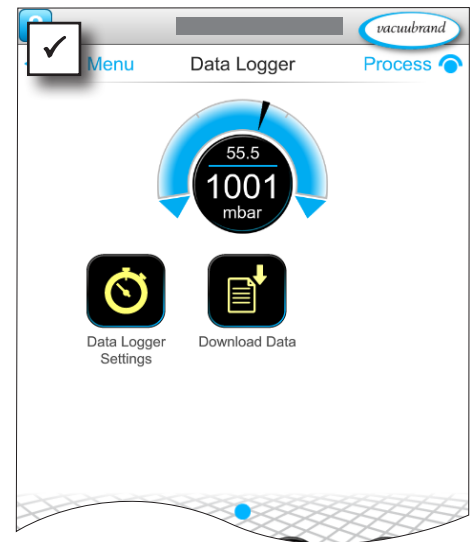 vacuubrand
Menu
Data Logger
Process
55.5
1001
mbar
Data Logger
Settings
Download Data